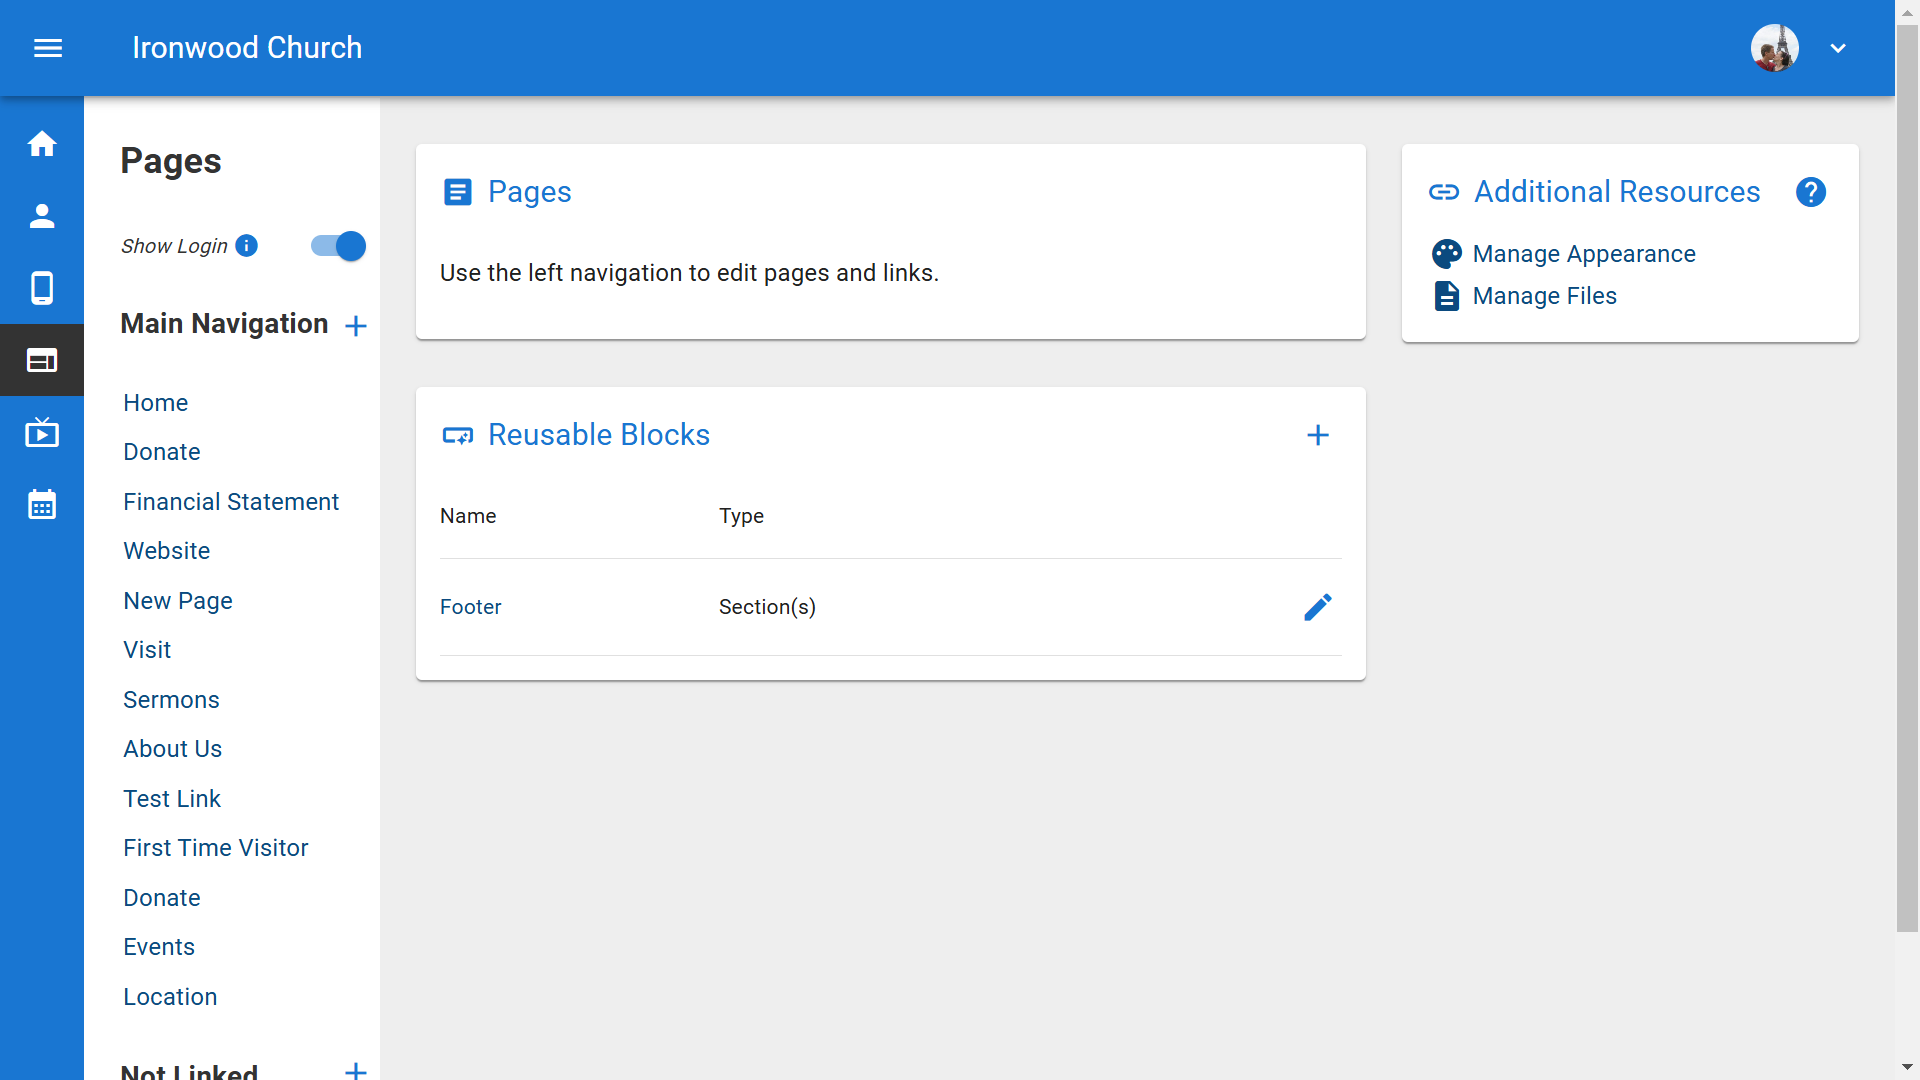 Ironwood Church
Pages
Show Login
Main Navigation
Home
Donate
Financial Statement
Website
New Page
Visit
Sermons
About Us
Test Link
First Time Visitor
Donate
Events
Location
Not Linked
Pages
Use the left navigation to edit pages and links.
Reusable Blocks
Name Type
Footer Section(s)
Additional Resources
Manage Appearance
Manage Files